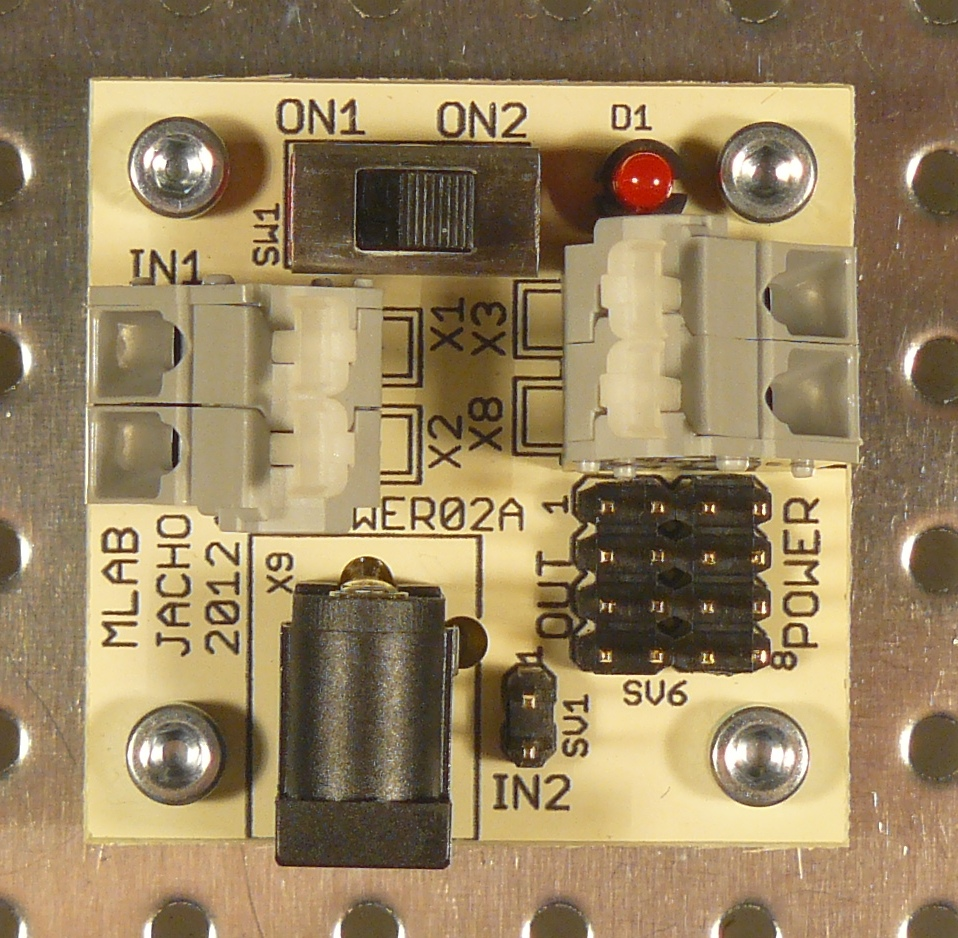 ON1 ON2 D1
SW1
IN1
X1 X3
X2 X8
WER02A
1
MLAB
JACHO
2012
X9
OUT
POWER
1
8
SV6
SV1
IN2